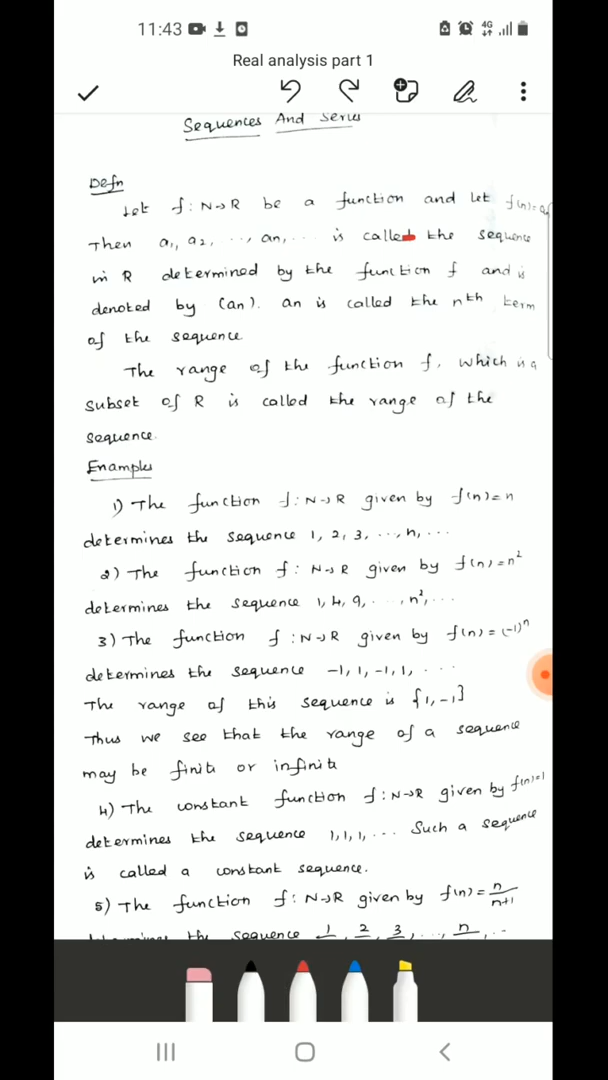 11:43
4G
Real analysis part 1
Sequences And Series
Defn
Let f: N→R be a function and let f(n)=a
Then a₁, a₂, ..., an, ... is called the sequence
in R determined by the function f and is
denoted by (an). an is called the nth term
of the sequence.
The range of the function f, which is a
subset of R is called the range of the
sequence.
Examples
1) The function f: N→R given by f(n)=n
determines the sequence 1, 2, 3, ..., n, ...
2) The function f: N→R given by f(n)=n²
determines the sequence 1, 4, 9, ..., n², ...
3) The function f: N→R given by f(n) = (-1)ⁿ
determines the sequence -1, 1, -1, 1, ...
The range of this sequence is {1, -1}
Thus we see that the range of a sequence
may be finite or infinite
4) The constant function f: N→R given by f(n)=1
determines the sequence 1, 1, 1, ... Such a sequence
is called a constant sequence.
5) The function f: N→R given by f(n) = n/n+1
determines the sequence 1, 2, 3, ..., n, ..